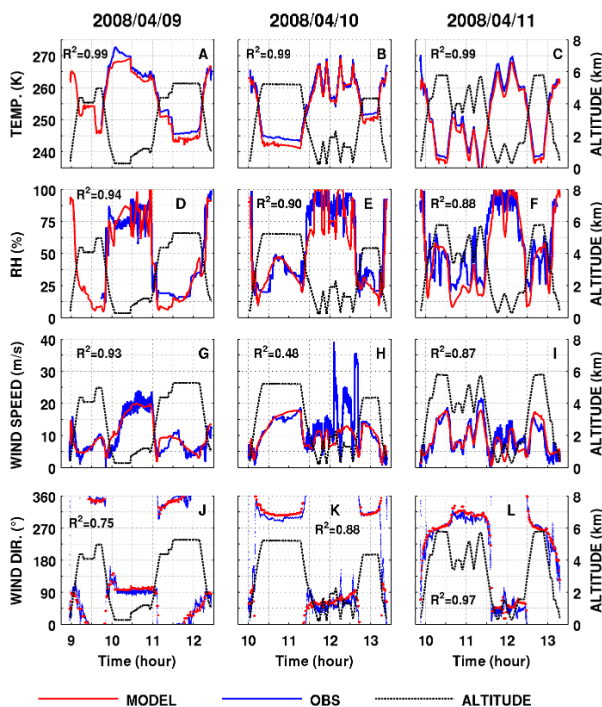 2008/04/09 2008/04/10 2008/04/11
TEMP. (K)
270
260
250
240
R²=0.99 A
R²=0.99 B
R²=0.99 C
8
6
4
2
0
ALTITUDE (km)
RH (%)
100
75
50
25
0
R²=0.94 D
R²=0.90 E
R²=0.88 F
8
6
4
2
0
ALTITUDE (km)
WIND SPEED (m/s)
40
30
20
10
0
R²=0.93 G
R²=0.48 H
R²=0.87 I
8
6
4
2
0
ALTITUDE (km)
WIND DIR. (°)
360
270
180
90
0
R²=0.75 J
R²=0.88 K
R²=0.97 L
8
6
4
2
0
ALTITUDE (km)
9 10 11 12
10 11 12 13
10 11 12 13
Time (hour) Time (hour) Time (hour)
MODEL OBS ALTITUDE